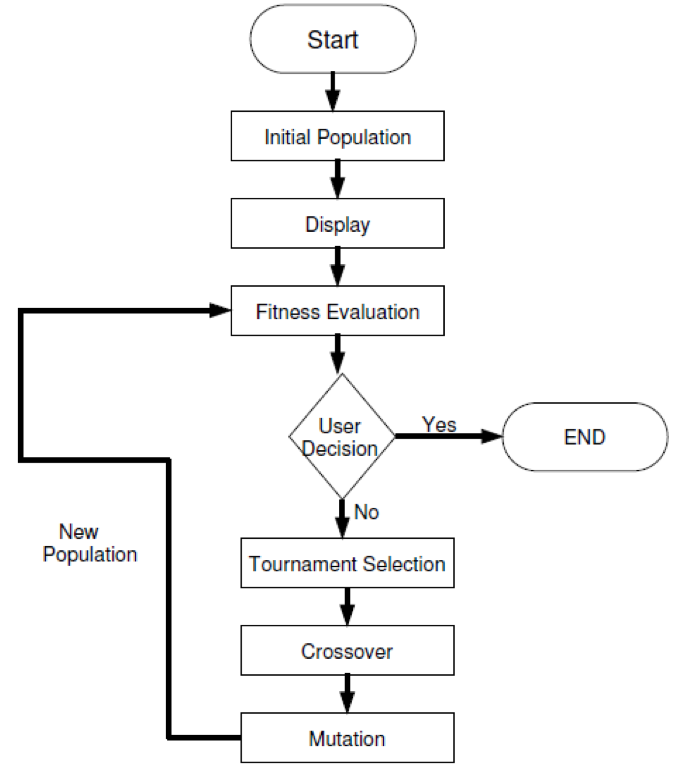 Start
Initial Population
Display
Fitness Evaluation
User
Decision
Yes
END
No
New
Population
Tournament Selection
Crossover
Mutation